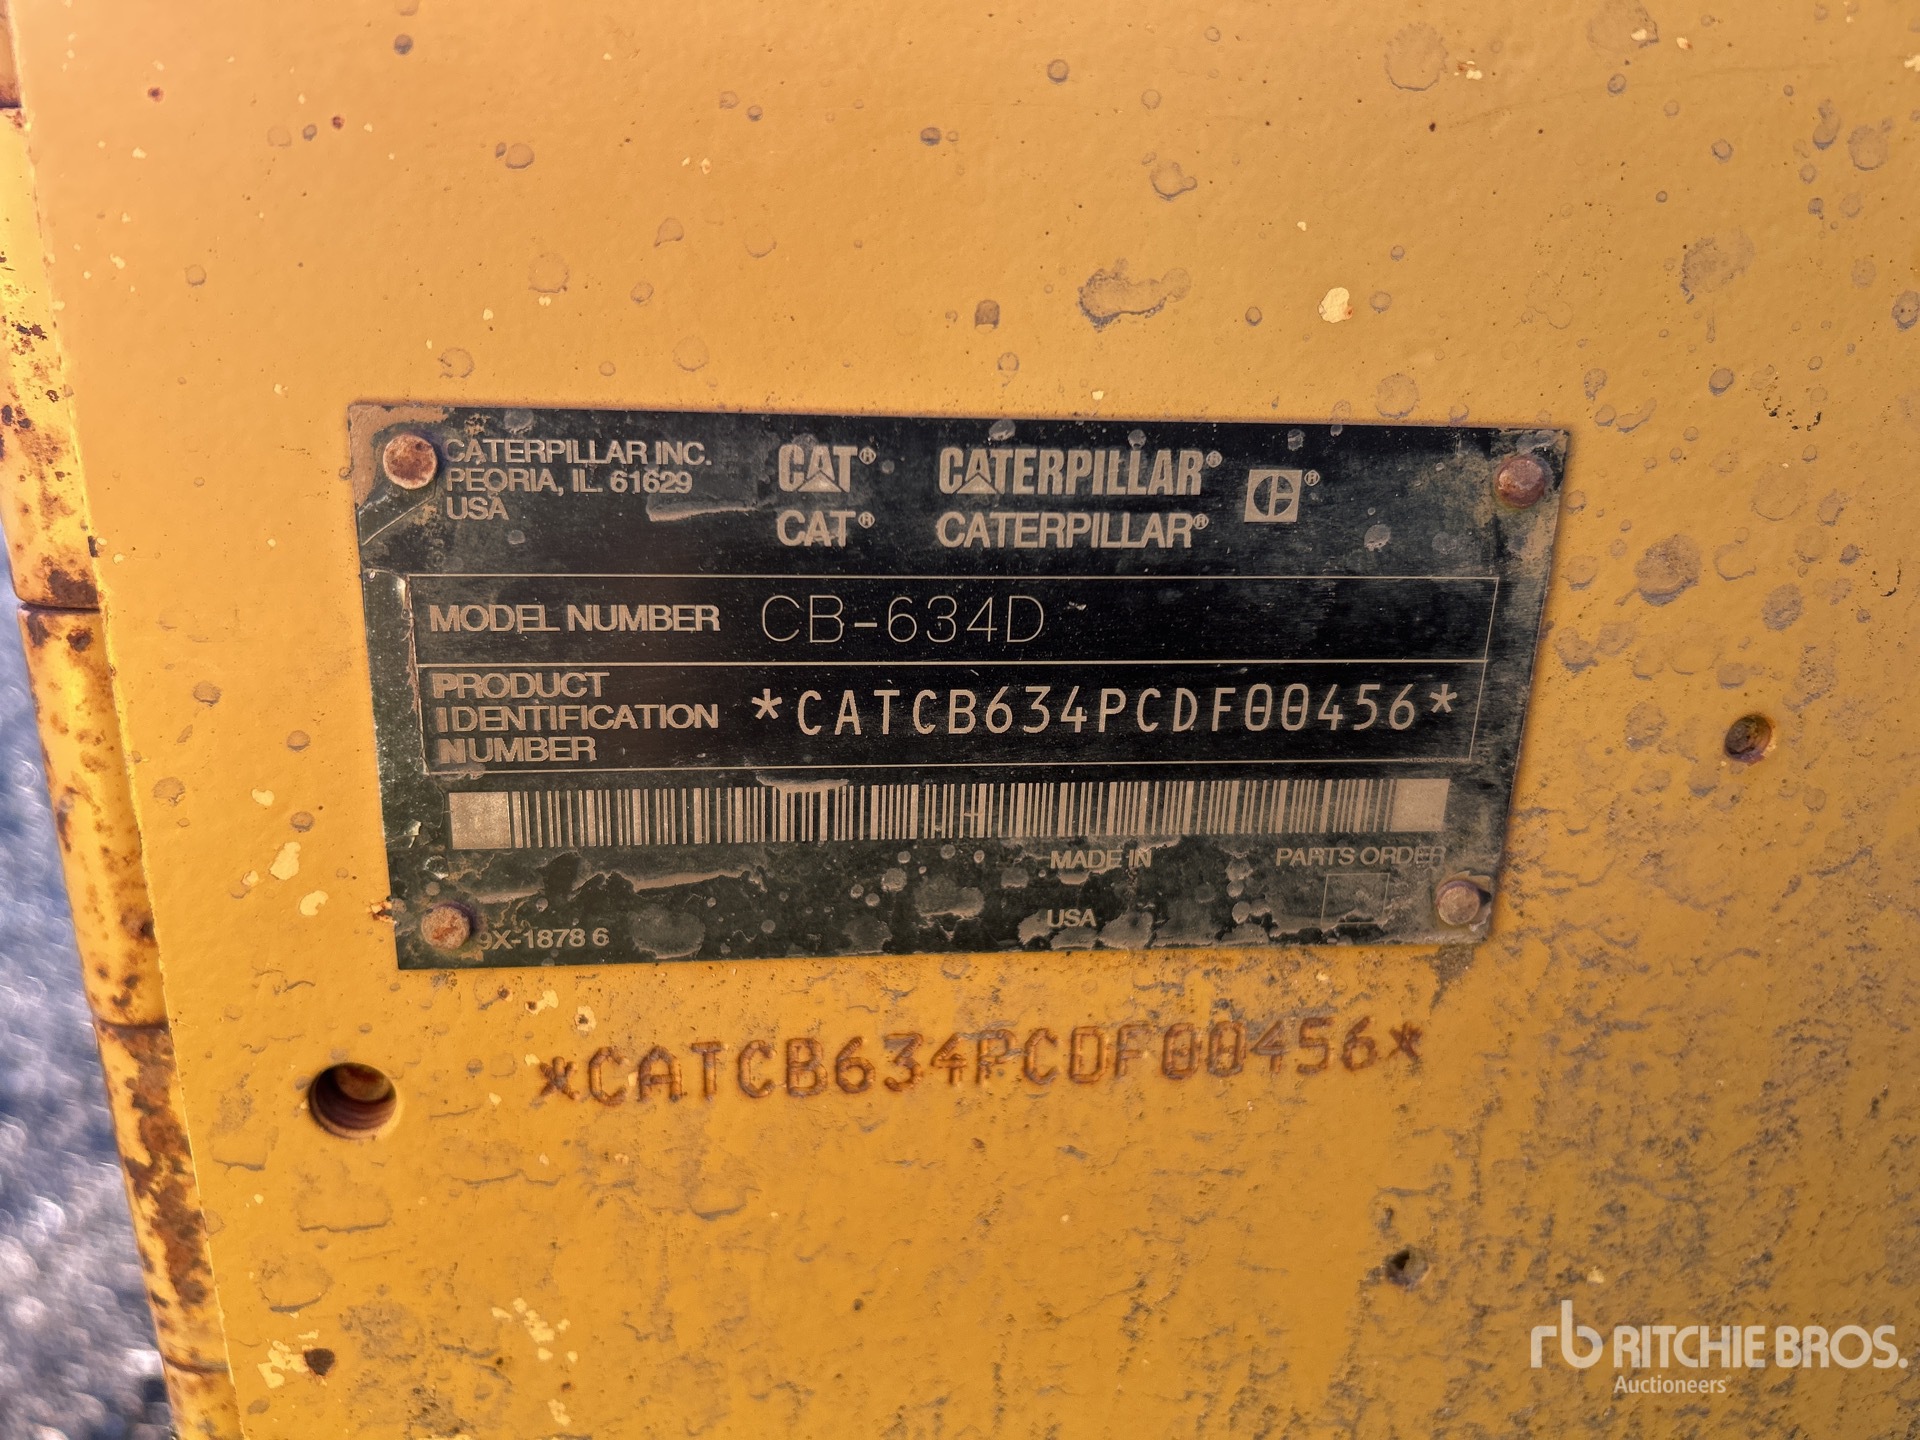 CATERPILLAR INC.
PEORIA, IL. 61629
USA
CAT® CATERPILLAR® ®
CAT® CATERPILLAR®
MODEL NUMBER CB-634D
PRODUCT
IDENTIFICATION
NUMBER
*CATCB634PCDF00456*
MADE IN
PARTS ORDER
USA
9X-1878 6
*CATCB634PCDF00456*
rb RITCHIE BROS.
Auctioneers